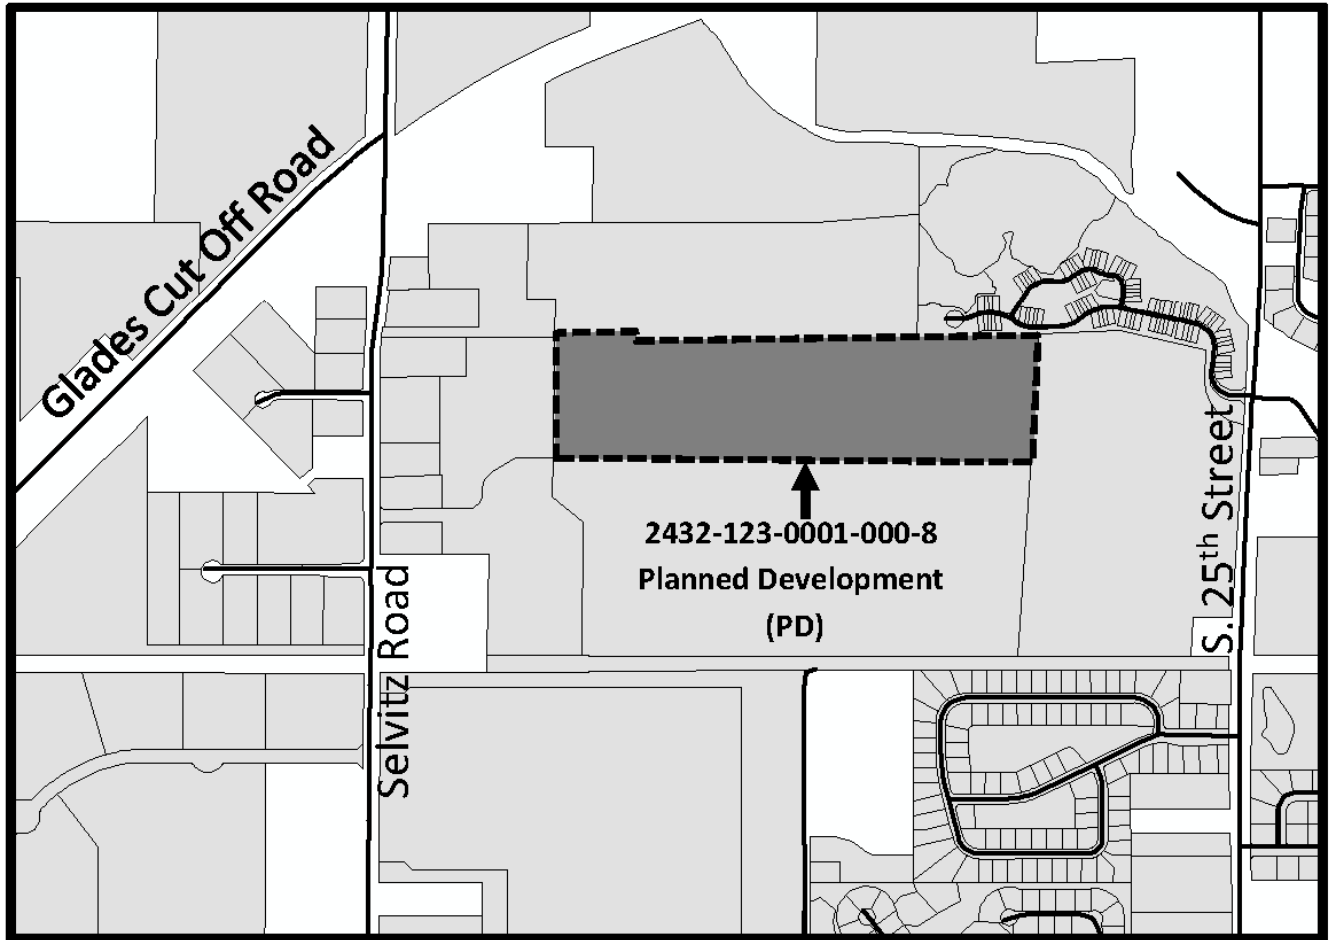 Glades Cut Off Road
2432-123-0001-000-8
Planned Development
(PD)
Selvitz Road
S. 25th Street